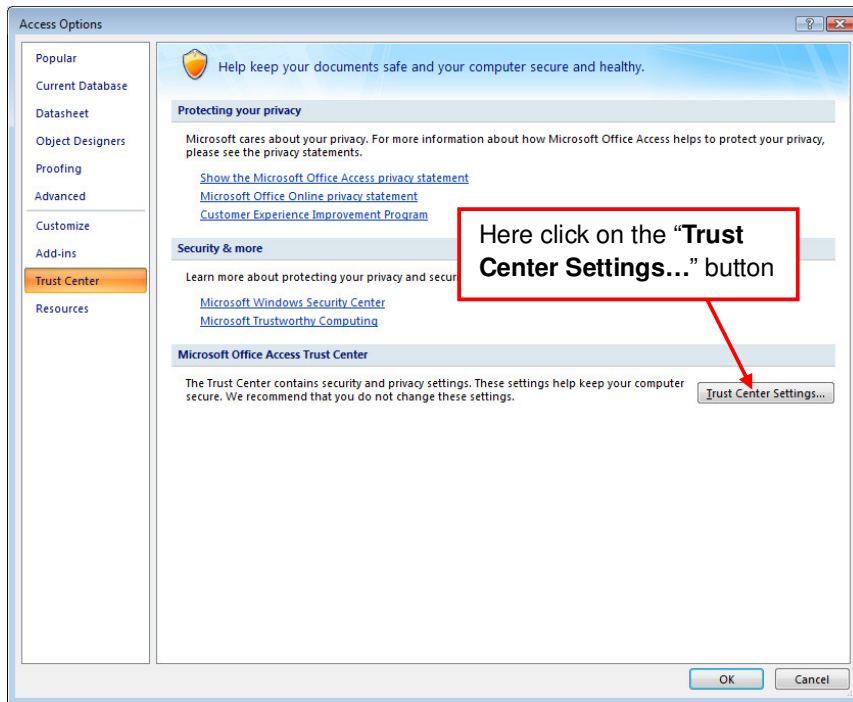 Access Options
Popular
Current Database
Datasheet
Object Designers
Proofing
Advanced
Customize
Add-ins
Trust Center
Resources
Help keep your documents safe and your computer secure and healthy.
Protecting your privacy
Microsoft cares about your privacy. For more information about how Microsoft Office Access helps to protect your privacy,
please see the privacy statements.
Show the Microsoft Office Access privacy statement
Microsoft Office Online privacy statement
Customer Experience Improvement Program
Here click on the “Trust
Center Settings…” button
Security & more
Learn more about protecting your privacy and
Microsoft Windows Security Center
Microsoft Trustworthy Computing
Microsoft Office Access Trust Center
The Trust Center contains security and privacy settings. These settings help keep your computer
secure. We recommend that you do not change these settings.
Trust Center Settings...
OK
Cancel